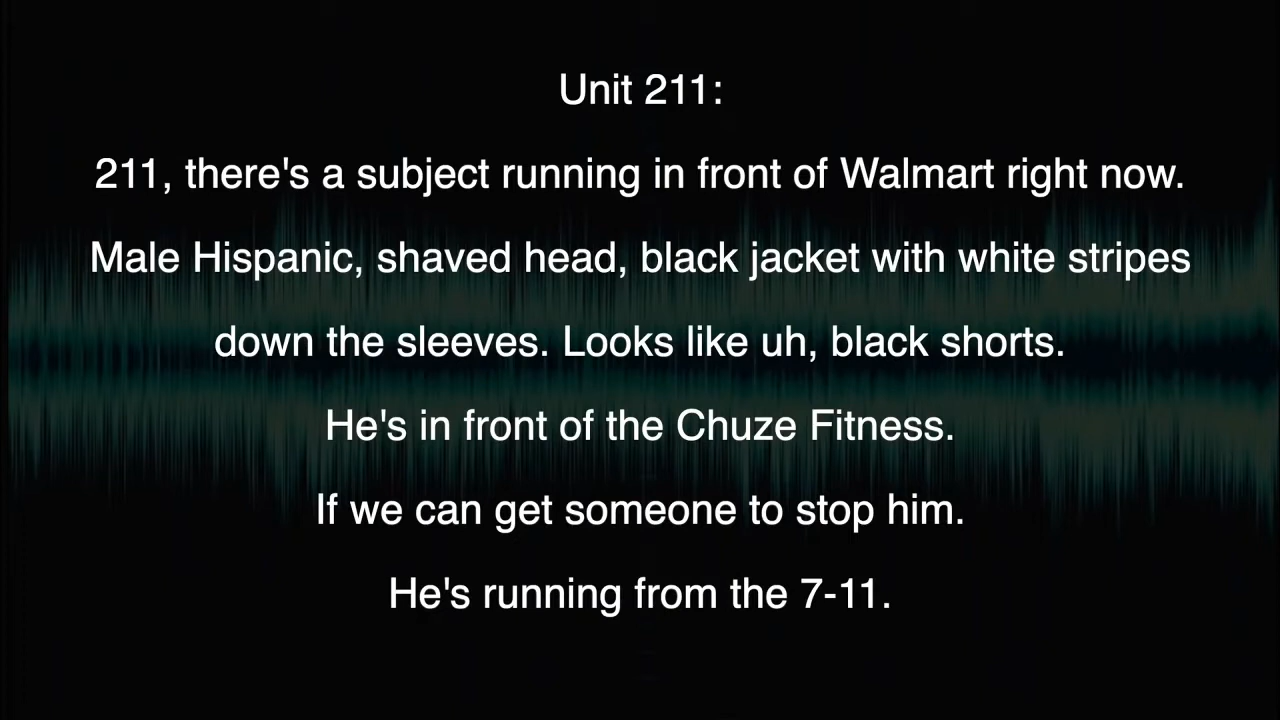 Unit 211:
211, there's a subject running in front of Walmart right now.
Male Hispanic, shaved head, black jacket with white stripes
down the sleeves. Looks like uh, black shorts.
He's in front of the Chuze Fitness.
If we can get someone to stop him.
He's running from the 7-11.